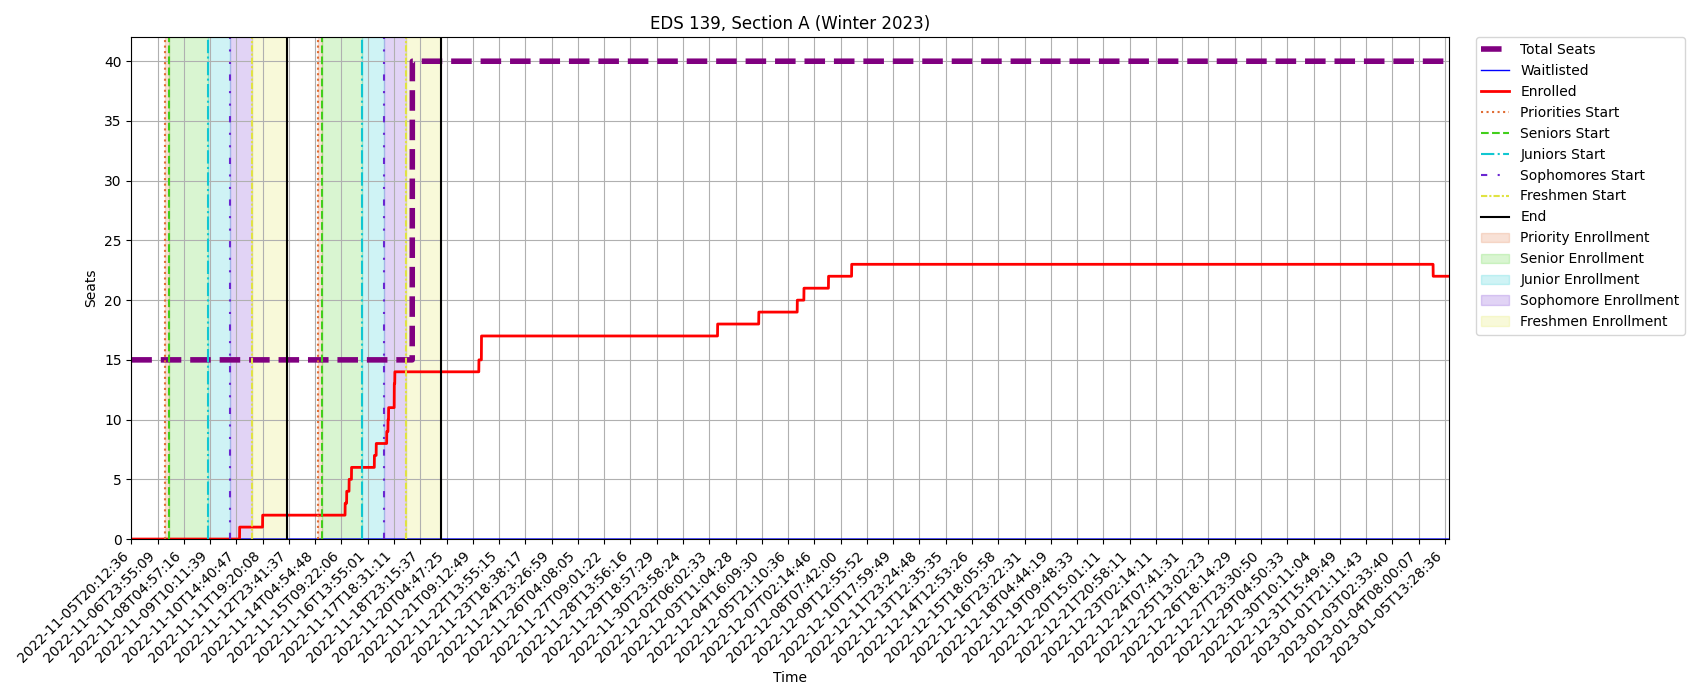 EDS 139, Section A (Winter 2023)
Seats
40
35
30
25
20
15
10
5
0
2022-11-05T20:12:36
2022-11-06T23:55:09
2022-11-08T04:57:16
2022-11-09T10:11:39
2022-11-10T14:40:47
2022-11-11T19:20:08
2022-11-12T23:41:37
2022-11-14T04:54:48
2022-11-15T09:22:06
2022-11-16T13:55:01
2022-11-17T18:31:11
2022-11-18T23:15:37
2022-11-20T04:47:25
2022-11-21T09:12:49
2022-11-22T13:55:15
2022-11-23T18:38:17
2022-11-24T23:26:59
2022-11-26T04:08:05
2022-11-27T09:01:22
2022-11-28T13:56:16
2022-11-29T18:57:29
2022-11-30T23:58:24
2022-12-02T06:02:33
2022-12-03T11:04:28
2022-12-04T16:09:30
2022-12-05T21:10:36
2022-12-07T02:14:46
2022-12-08T07:42:00
2022-12-09T12:55:52
2022-12-10T17:59:49
2022-12-11T23:24:48
2022-12-13T12:35:35
2022-12-14T12:53:26
2022-12-15T18:05:58
2022-12-16T23:22:31
2022-12-18T04:44:19
2022-12-19T09:48:33
2022-12-20T15:01:11
2022-12-21T20:58:11
2022-12-23T02:14:11
2022-12-24T07:41:31
2022-12-25T13:02:23
2022-12-26T18:14:29
2022-12-27T23:30:50
2022-12-29T04:50:33
2022-12-30T10:11:04
2022-12-31T15:49:49
2023-01-01T21:11:43
2023-01-03T02:33:40
2023-01-04T08:00:07
2023-01-05T13:28:36
Time
Total Seats
Waitlisted
Enrolled
Priorities Start
Seniors Start
Juniors Start
Sophomores Start
Freshmen Start
End
Priority Enrollment
Senior Enrollment
Junior Enrollment
Sophomore Enrollment
Freshmen Enrollment